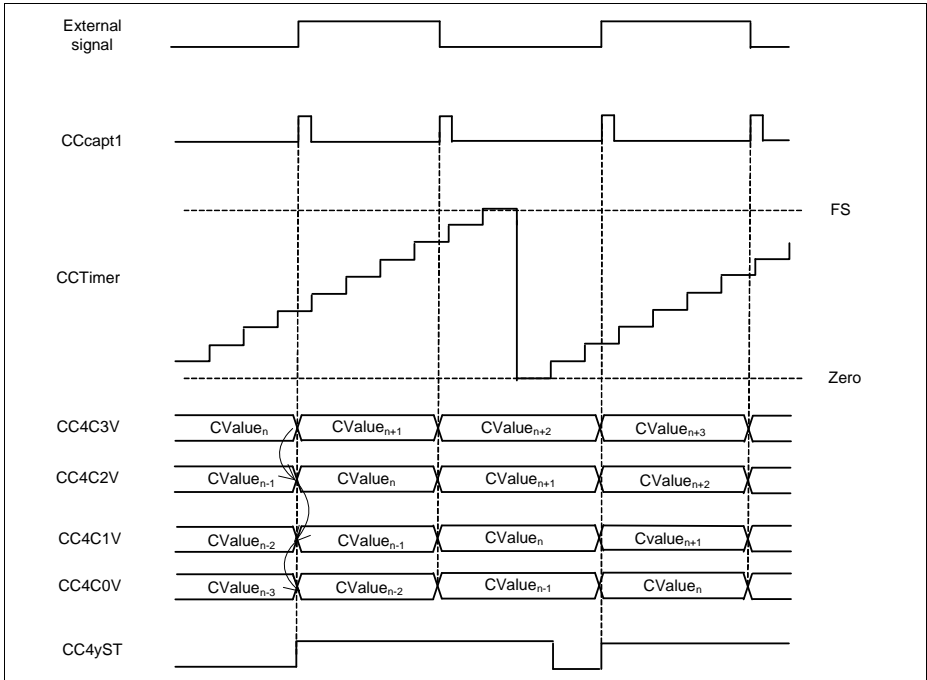 External
signal
CCcapt1
FS
CCTimer
Zero
CC4C3V CValuen CValuen+1 CValuen+2 CValuen+3
CC4C2V CValuen-1 CValuen CValuen+1 CValuen+2
CC4C1V CValuen-2 CValuen-1 CValuen Cvaluen+1
CC4C0V CValuen-3 CValuen-2 CValuen-1 CValuen
CC4yST